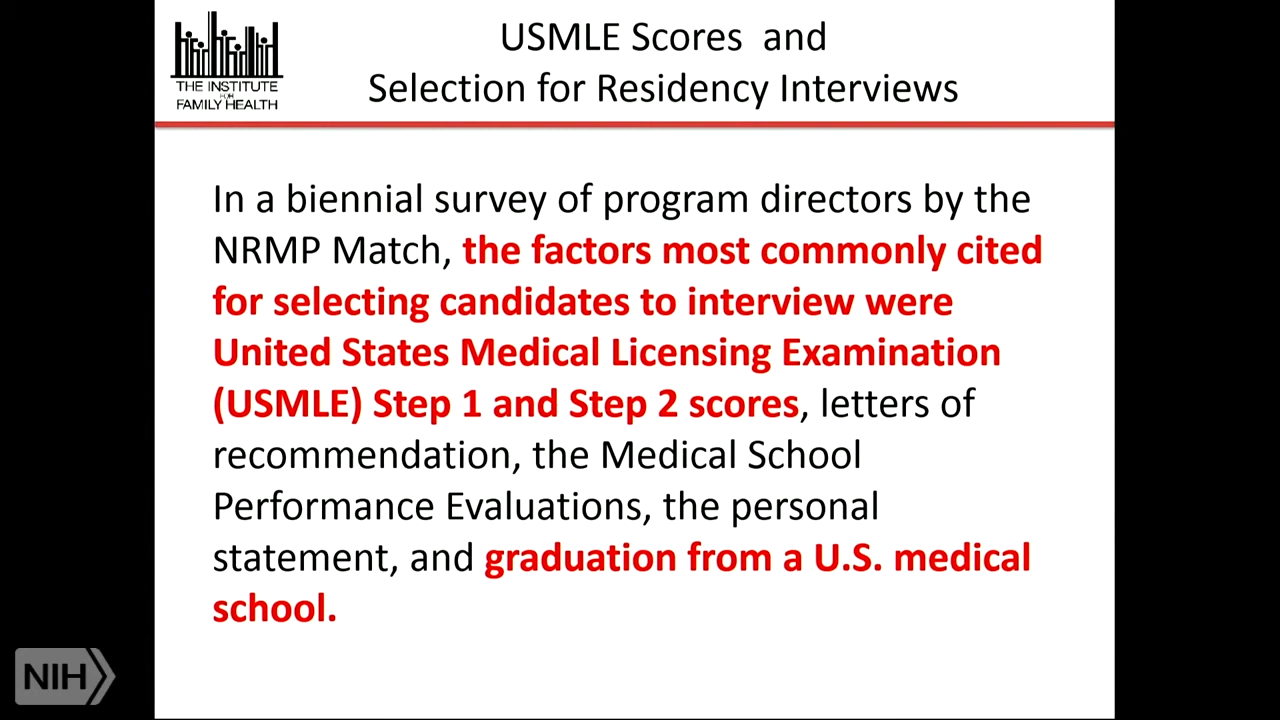 THE INSTITUTE
FOR
FAMILY HEALTH
USMLE Scores and
Selection for Residency Interviews
In a biennial survey of program directors by the
NRMP Match, the factors most commonly cited
for selecting candidates to interview were
United States Medical Licensing Examination
(USMLE) Step 1 and Step 2 scores, letters of
recommendation, the Medical School
Performance Evaluations, the personal
statement, and graduation from a U.S. medical
school.
NIH